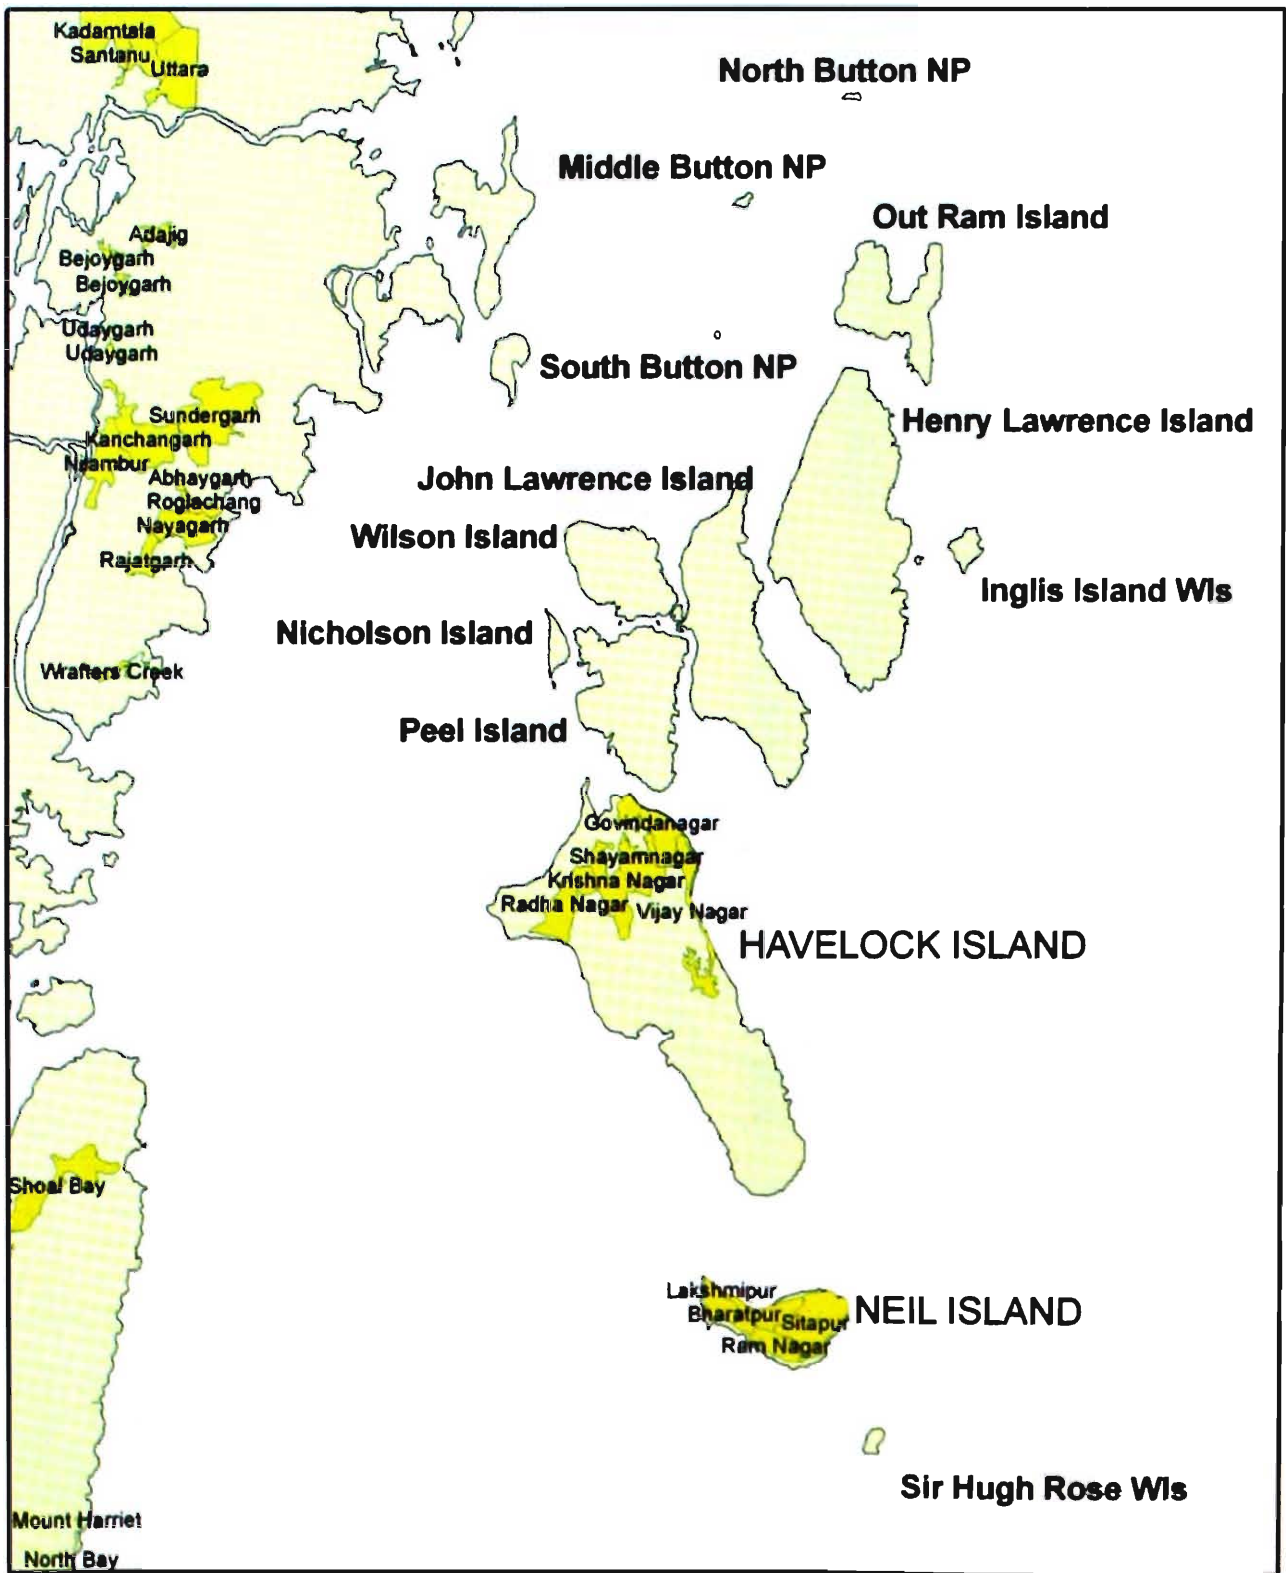 Kadamtala
Santanu
Uttara
North Button NP
Middle Button NP
Out Ram Island
Adajig
Bejoygarh
Bejoygarh
Udaygarh
Udaygarh
South Button NP
Sundergarh
Kanchangarh
Nilambur
Henry Lawrence Island
Abhaygarh
John Lawrence Island
Roglachang
Nayagarh
Wilson Island
Rajatgarh
Inglis Island Wls
Nicholson Island
Wrafters Creek
Peel Island
Govindanagar
Shayamnagar
Krishna Nagar
Radha Nagar
Vijay Nagar
HAVELOCK ISLAND
Shoal Bay
Lakshmipur
Bharatpur
Sitapur
NEIL ISLAND
Ram Nagar
Sir Hugh Rose Wls
Mount Harriet
North Bay